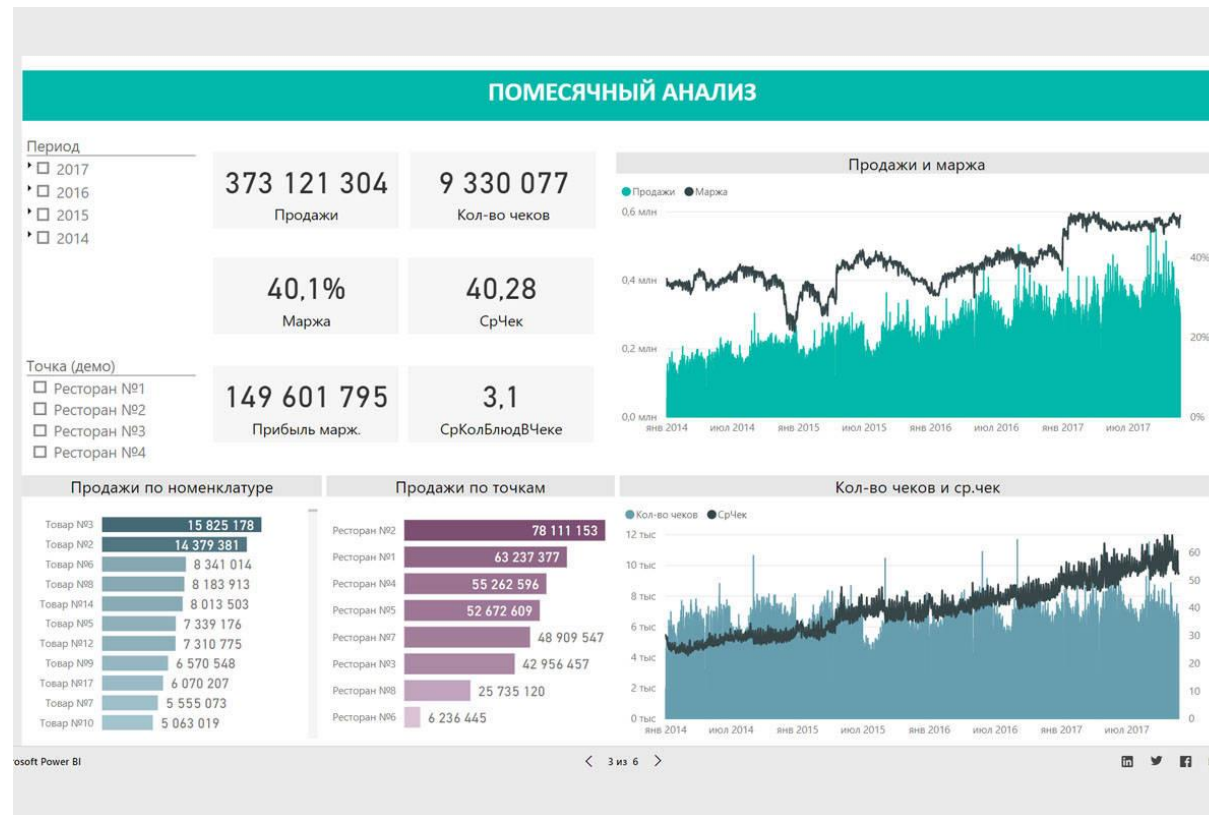 ПОМЕСЯЧНЫЙ АНАЛИЗ
Период
2017
2016
2015
2014
373 121 304
Продажи
9 330 077
Кол-во чеков
40,1%
Маржа
40,28
СрЧек
Точка (демо)
Ресторан №1
Ресторан №2
Ресторан №3
Ресторан №4
149 601 795
Прибыль марж.
3,1
СрКолБлюдВЧеке
Продажи и маржа
Продажи Маржа
0,6 млн
0,4 млн
0,2 млн
0,0 млн
40%
20%
0%
янв 2014 июл 2014 янв 2015 июл 2015 янв 2016 июл 2016 янв 2017 июл 2017
Продажи по номенклатуре
Товар №3 15 825 178
Товар №2 14 379 381
Товар №6 8 341 014
Товар №8 8 183 913
Товар №14 8 013 503
Товар №5 7 339 176
Товар №12 7 310 775
Товар №9 6 570 548
Товар №17 6 070 207
Товар №7 5 555 073
Товар №10 5 063 019
Продажи по точкам
Ресторан №2 78 111 153
Ресторан №1 63 237 377
Ресторан №4 55 262 596
Ресторан №5 52 672 609
Ресторан №7 48 909 547
Ресторан №3 42 956 457
Ресторан №8 25 735 120
Ресторан №6 6 236 445
Кол-во чеков и ср.чек
Кол-во чеков СрЧек
12 тыс
10 тыс
8 тыс
6 тыс
4 тыс
2 тыс
0 тыс
60
50
40
30
20
10
0
янв 2014 июл 2014 янв 2015 июл 2015 янв 2016 июл 2016 янв 2017 июл 2017
osoft Power BI
3 из 6